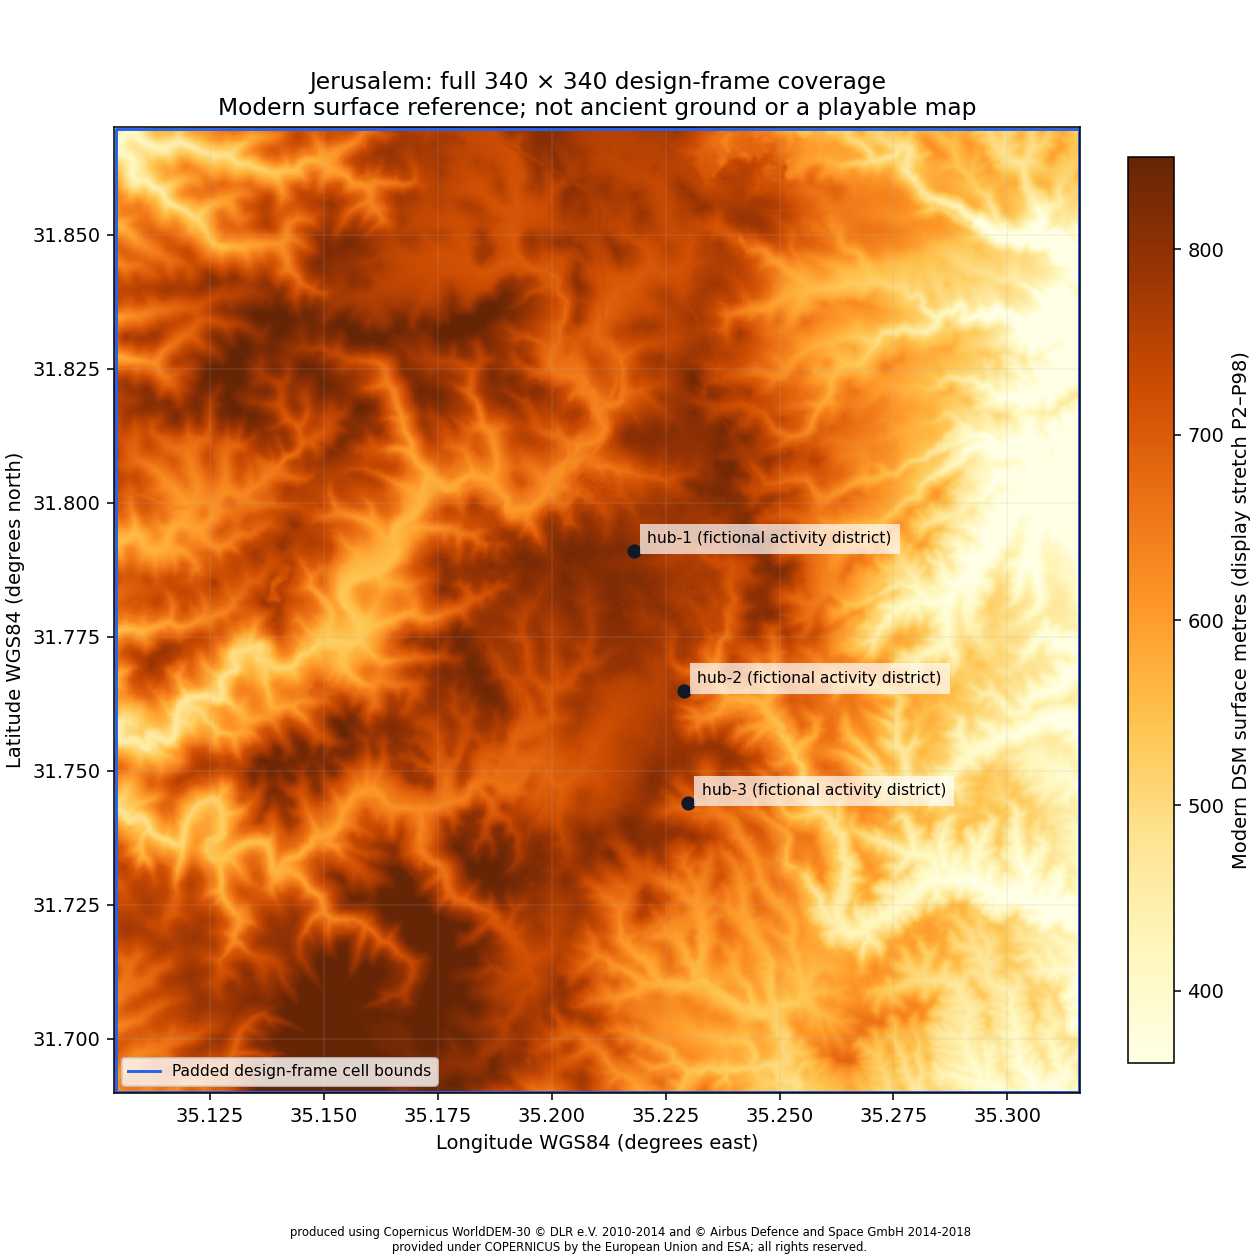 Jerusalem: full 340 × 340 design-frame coverage
Modern surface reference; not ancient ground or a playable map
31.850
31.825
31.800
31.775
31.750
31.725
31.700
Latitude WGS84 (degrees north)
hub-1 (fictional activity district)
hub-2 (fictional activity district)
hub-3 (fictional activity district)
Padded design-frame cell bounds
35.125
35.150
35.175
35.200
35.225
35.250
35.275
35.300
Longitude WGS84 (degrees east)
800
700
600
500
400
Modern DSM surface metres (display stretch P2–P98)
produced using Copernicus WorldDEM-30 © DLR e.V. 2010-2014 and © Airbus Defence and Space GmbH 2014-2018
provided under COPERNICUS by the European Union and ESA; all rights reserved.